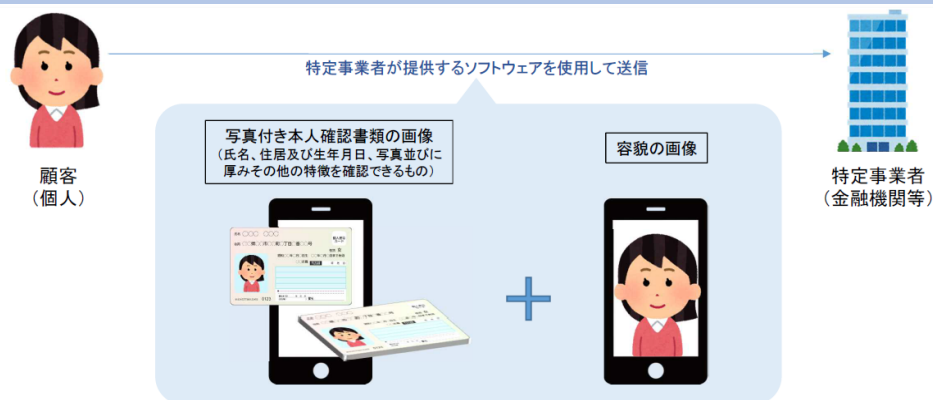 特定事業者が提供するソフトウェアを使用して送信
写真付き本人確認書類の画像
（氏名、住居及び生年月日、写真並びに
厚みその他の特徴を確認できるもの）
容貌の画像
顧客
（個人）
特定事業者
（金融機関等）